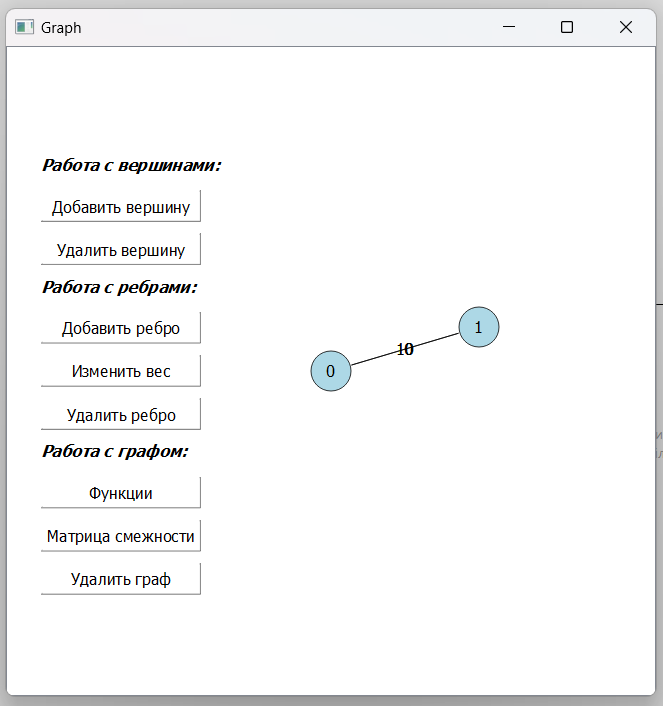 Graph
Работа с вершинами:
Добавить вершину
Удалить вершину
Работа с ребрами:
Добавить ребро
Изменить вес
Удалить ребро
Работа с графом:
Функции
Матрица смежности
Удалить граф
1
10
0